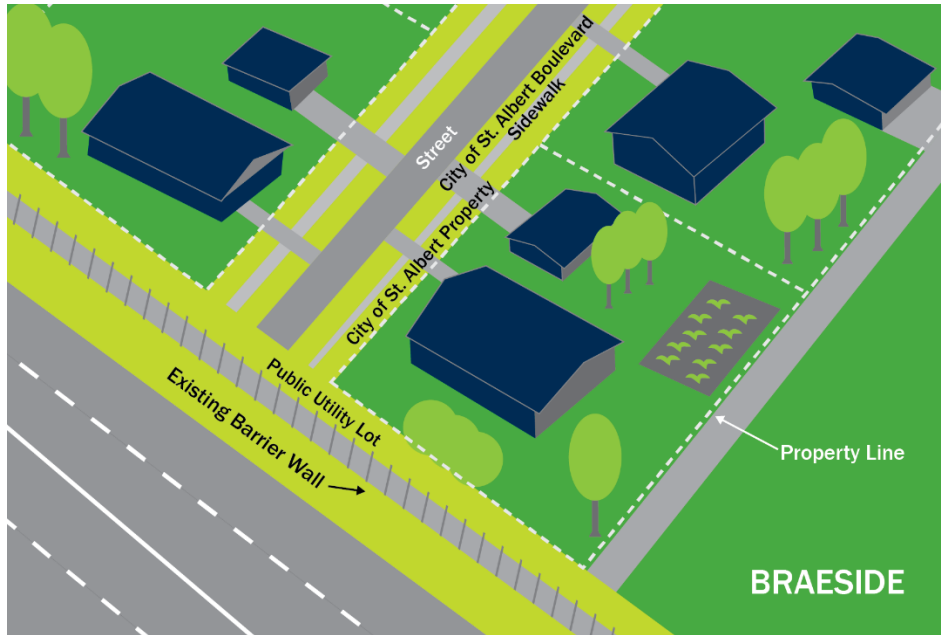 City of St. Albert Boulevard
Sidewalk
Street
City of St. Albert Property
Public Utility Lot
Existing Barrier Wall
Property Line
BRAESIDE